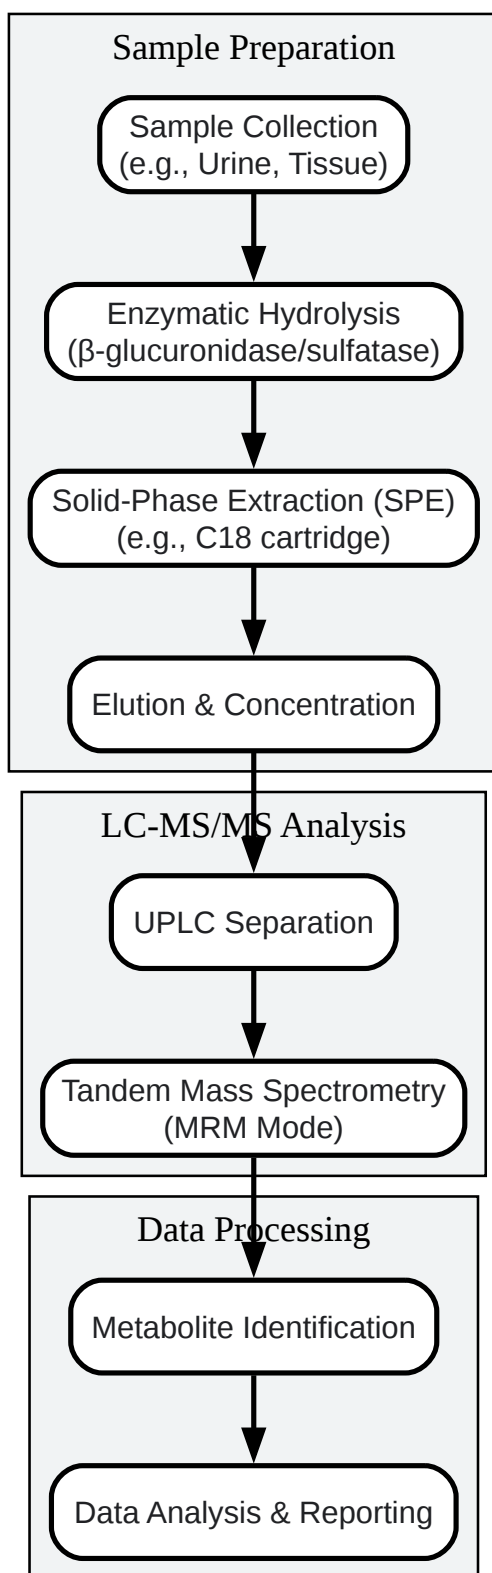 Sample Preparation
Sample Collection
(e.g., Urine, Tissue)
Enzymatic Hydrolysis
(β-glucuronidase/sulfatase)
Solid-Phase Extraction (SPE)
(e.g., C18 cartridge)
Elution & Concentration
LC-MS/MS Analysis
UPLC Separation
Tandem Mass Spectrometry
(MRM Mode)
Data Processing
Metabolite Identification
Data Analysis & Reporting